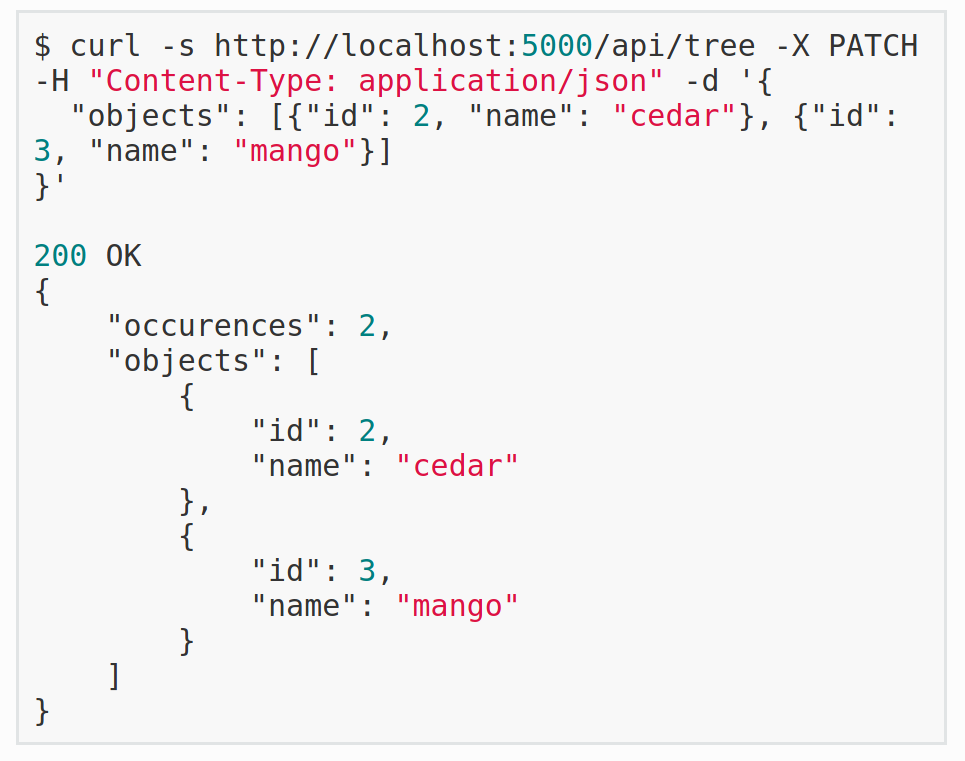 $ curl -s http://localhost:5000/api/tree -X PATCH
-H "Content-Type: application/json" -d '{
  "objects": [{"id": 2, "name": "cedar"}, {"id":
3, "name": "mango"}]
}'

200 OK
{
    "occurences": 2,
    "objects": [
        {
            "id": 2,
            "name": "cedar"
        },
        {
            "id": 3,
            "name": "mango"
        }
    ]
}